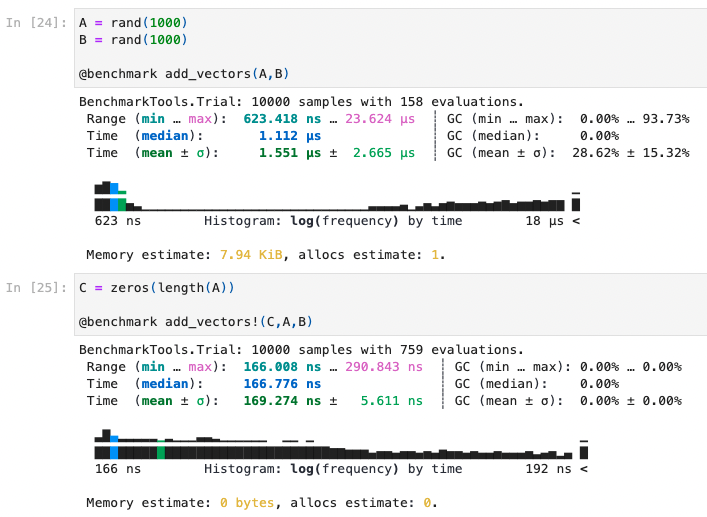 In [24]: A = rand(1000)
B = rand(1000)
@benchmark add_vectors(A,B)
BenchmarkTools.Trial: 10000 samples with 158 evaluations.
Range (min … max): 623.418 ns … 23.624 μs ┊ GC (min … max): 0.00% … 93.73%
Time (median): 1.112 μs ┊ GC (median): 0.00%
Time (mean ± σ): 1.551 μs ± 2.665 μs ┊ GC (mean ± σ): 28.62% ± 15.32%
623 ns Histogram: log(frequency) by time 18 μs <
Memory estimate: 7.94 KiB, allocs estimate: 1.
In [25]: C = zeros(length(A))
@benchmark add_vectors!(C,A,B)
BenchmarkTools.Trial: 10000 samples with 759 evaluations.
Range (min … max): 166.008 ns … 290.843 ns ┊ GC (min … max): 0.00% … 0.00%
Time (median): 166.776 ns ┊ GC (median): 0.00%
Time (mean ± σ): 169.274 ns ± 5.611 ns ┊ GC (mean ± σ): 0.00% ± 0.00%
166 ns Histogram: log(frequency) by time 192 ns <
Memory estimate: 0 bytes, allocs estimate: 0.